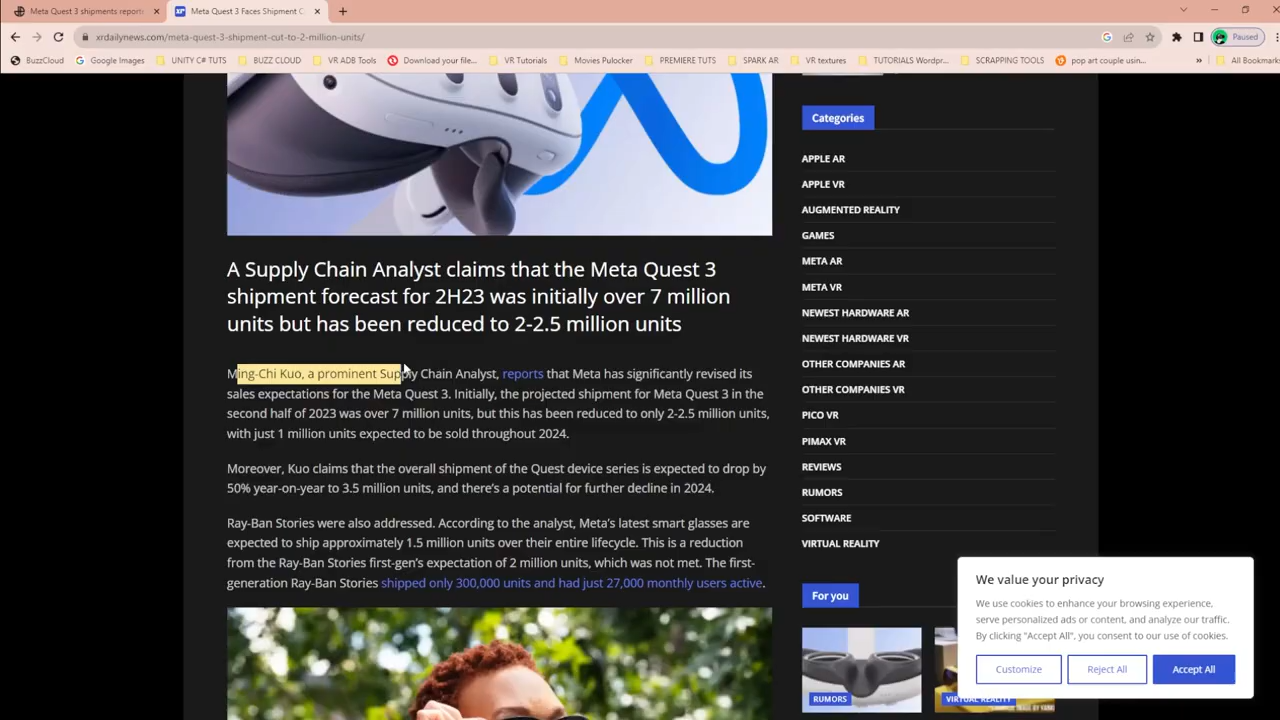 Meta Quest 3 shipments reports
Meta Quest 3 Faces Shipment C
xrdailynews.com/meta-quest-3-shipment-cut-to-2-million-units/
Paused
BuzzCloud
Google Images
UNITY C# TUTS
BUZZ CLOUD
VR ADB Tools
Download your file...
VR Tutorials
Movies Pulocker
PREMIERE TUTS
SPARK AR
VR textures
TUTORIALS Wordpr...
SCRAPPING TOOLS
pop art couple usin...
All Bookmarks
A Supply Chain Analyst claims that the Meta Quest 3
shipment forecast for 2H23 was initially over 7 million
units but has been reduced to 2-2.5 million units
Ming-Chi Kuo, a prominent Supply Chain Analyst, reports that Meta has significantly revised its
sales expectations for the Meta Quest 3. Initially, the projected shipment for Meta Quest 3 in the
second half of 2023 was over 7 million units, but this has been reduced to only 2-2.5 million units,
with just 1 million units expected to be sold throughout 2024.
Moreover, Kuo claims that the overall shipment of the Quest device series is expected to drop by
50% year-on-year to 3.5 million units, and there's a potential for further decline in 2024.
Ray-Ban Stories were also addressed. According to the analyst, Meta's latest smart glasses are
expected to ship approximately 1.5 million units over their entire lifecycle. This is a reduction
from the Ray-Ban Stories first-gen's expectation of 2 million units, which was not met. The first-
generation Ray-Ban Stories shipped only 300,000 units and had just 27,000 monthly users active.
Categories
APPLE AR
APPLE VR
AUGMENTED REALITY
GAMES
META AR
META VR
NEWEST HARDWARE AR
NEWEST HARDWARE VR
OTHER COMPANIES AR
OTHER COMPANIES VR
PICO VR
PIMAX VR
REVIEWS
RUMORS
SOFTWARE
VIRTUAL REALITY
For you
RUMORS
VIRTUAL REALITY
We value your privacy
We use cookies to enhance your browsing experience,
serve personalized ads or content, and analyze our traffic.
By clicking "Accept All", you consent to our use of cookies.
Customize
Reject All
Accept All